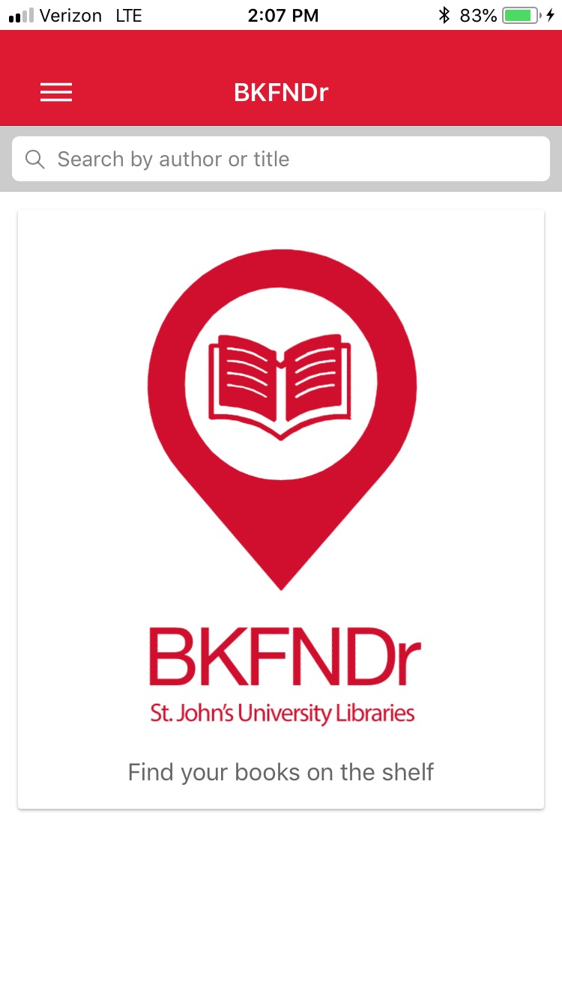 Verizon LTE 2:07 PM 83%
BKFNDr
Search by author or title
BKFNDr
St. John's University Libraries
Find your books on the shelf